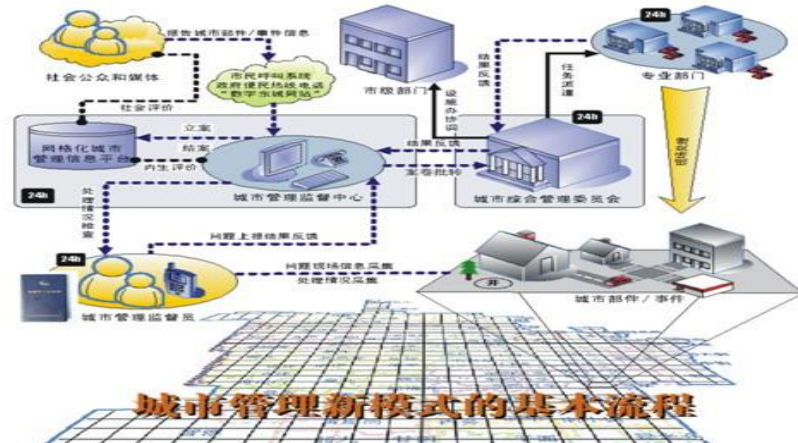 24h
报告城市部件/事件信息
社会公众和媒体
市民呼叫系统
政府便民热线电话
"数字东城网站"
市级部门
结果反馈
任务派遣
专业部门
社会评价
24h
网格化城市
管理信息平台
立案
结案
内生评价
结果反馈
案卷批转
城市管理监督中心
城市综合管理委员会
24h
处理情况核查
24h
问题上报结果反馈
问题现场信息采集
处理情况采集
井
城市部件/事件
城市管理监督员
城市管理新模式的基本流程